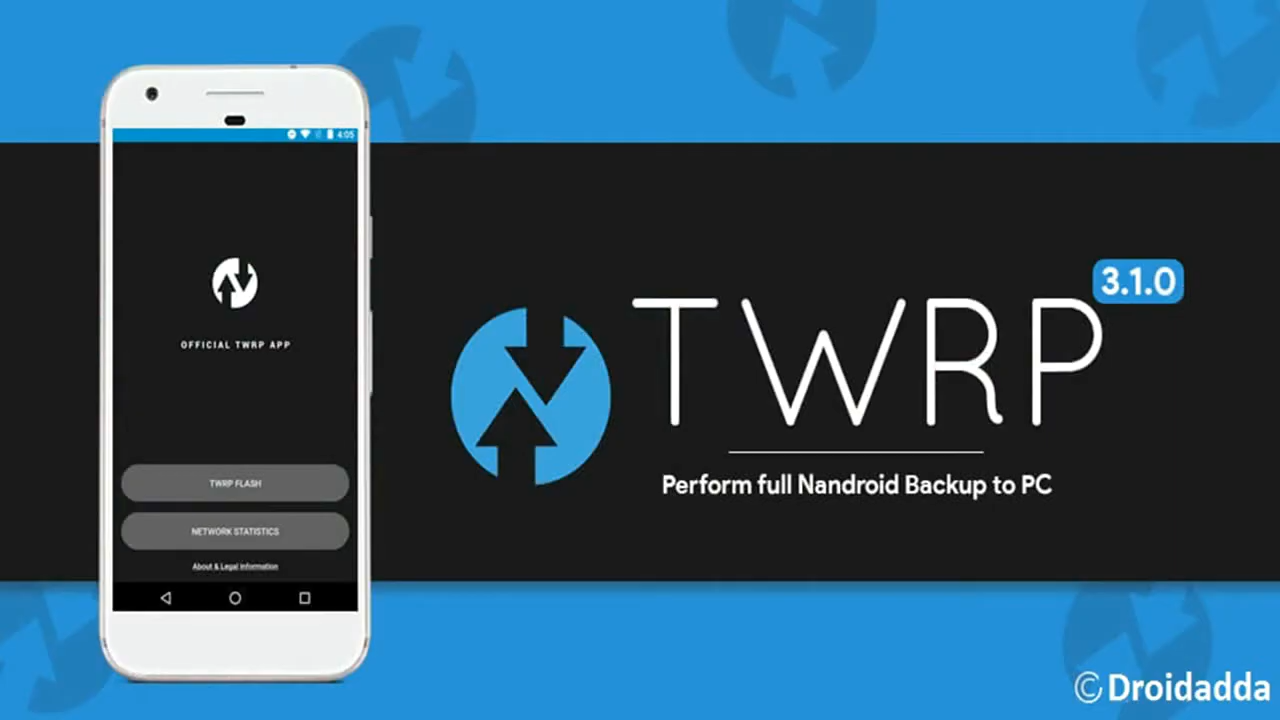 4:05
OFFICIAL TWRP APP
TWRP FLASH
NETWORK STATISTICS
About & Legal Information
TWRP
3.1.0
Perform full Nandroid Backup to PC
© Droidadda